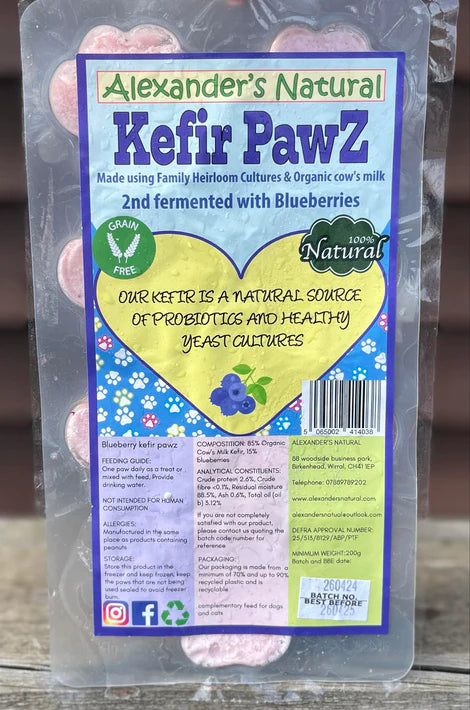 Alexander's Natural
Kefir PawZ
Made using Family Heirloom Cultures & Organic cow's milk
2nd fermented with Blueberries
GRAIN
FREE
100%
Natural
OUR KEFIR IS A NATURAL SOURCE
OF PROBIOTICS AND HEALTHY
YEAST CULTURES
5 065002 414038
Blueberry kefir pawz
FEEDING GUIDE:
One paw daily as a treat or
mixed with feed, Provide
drinking water.
NOT INTENDED FOR HUMAN
CONSUMPTION
ALLERGIES:
Manufactured in the same
place as products containing
peanuts
STORAGE:
Store this product in the
freezer and keep frozen, keep
the paws that are not being
used sealed to avoid freezer
burn.
COMPOSITION: 85% Organic
Cow's Milk Kefir, 15%
blueberries
ANALYTICAL CONSTITUENTS:
Crude protein 2.6%, Crude
fibre <0.1%, Residual moisture
88.5%, Ash 0.6%, Total oil (oil
b) 3.12%
If you are not completely
satisfied with our product,
please contact us quoting the
batch code number for
reference
PACKAGING:
Our packaging is made from a
minimum of 70% and up to 90%
recycled plastic and is
recyclable
complementary feed for dogs
and cats
ALEXANDER'S NATURAL
88 woodside business park,
Birkenhead, Wirral, CH41 1EP
Telephone: 07889789202
www.alexandersnatural.com
alexandersnatual@outlook.com
DEFRA APPROVAL NUMBER:
25/515/8129/ABP/PTF
MINIMUM WEIGHT:200g
Batch and BBE date:
260424
BATCH NO.
BEST BEFORE
260425